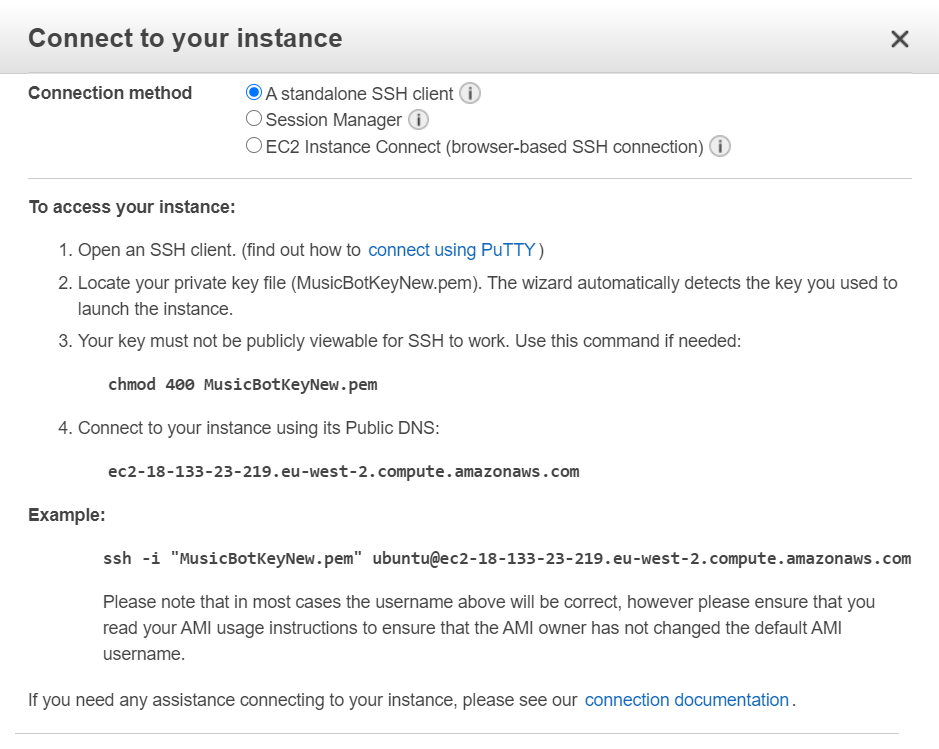 Connect to your instance
Connection method
A standalone SSH client
Session Manager
EC2 Instance Connect (browser-based SSH connection)
To access your instance:
1. Open an SSH client. (find out how to connect using PuTTY)
2. Locate your private key file (MusicBotKeyNew.pem). The wizard automatically detects the key you used to
launch the instance.
3. Your key must not be publicly viewable for SSH to work. Use this command if needed:
chmod 400 MusicBotKeyNew.pem
4. Connect to your instance using its Public DNS:
ec2-18-133-23-219.eu-west-2.compute.amazonaws.com
Example:
ssh -i "MusicBotKeyNew.pem" ubuntu@ec2-18-133-23-219.eu-west-2.compute.amazonaws.com
Please note that in most cases the username above will be correct, however please ensure that you
read your AMI usage instructions to ensure that the AMI owner has not changed the default AMI
username.
If you need any assistance connecting to your instance, please see our connection documentation.